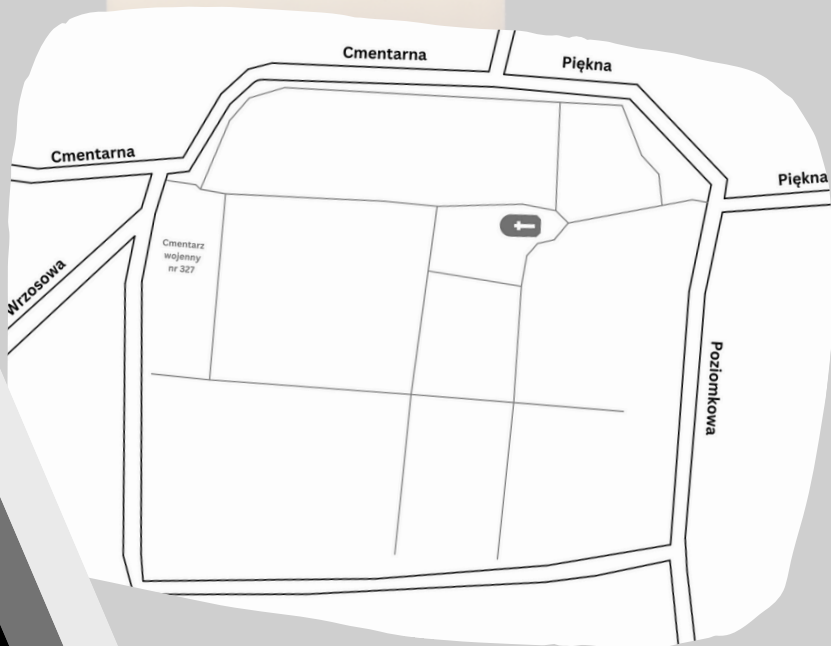 Cmentarna
Piękna
Cmentarna
Piękna
Cmentarz
wojenny
nr 327
Wrzosowa
Poziomkowa